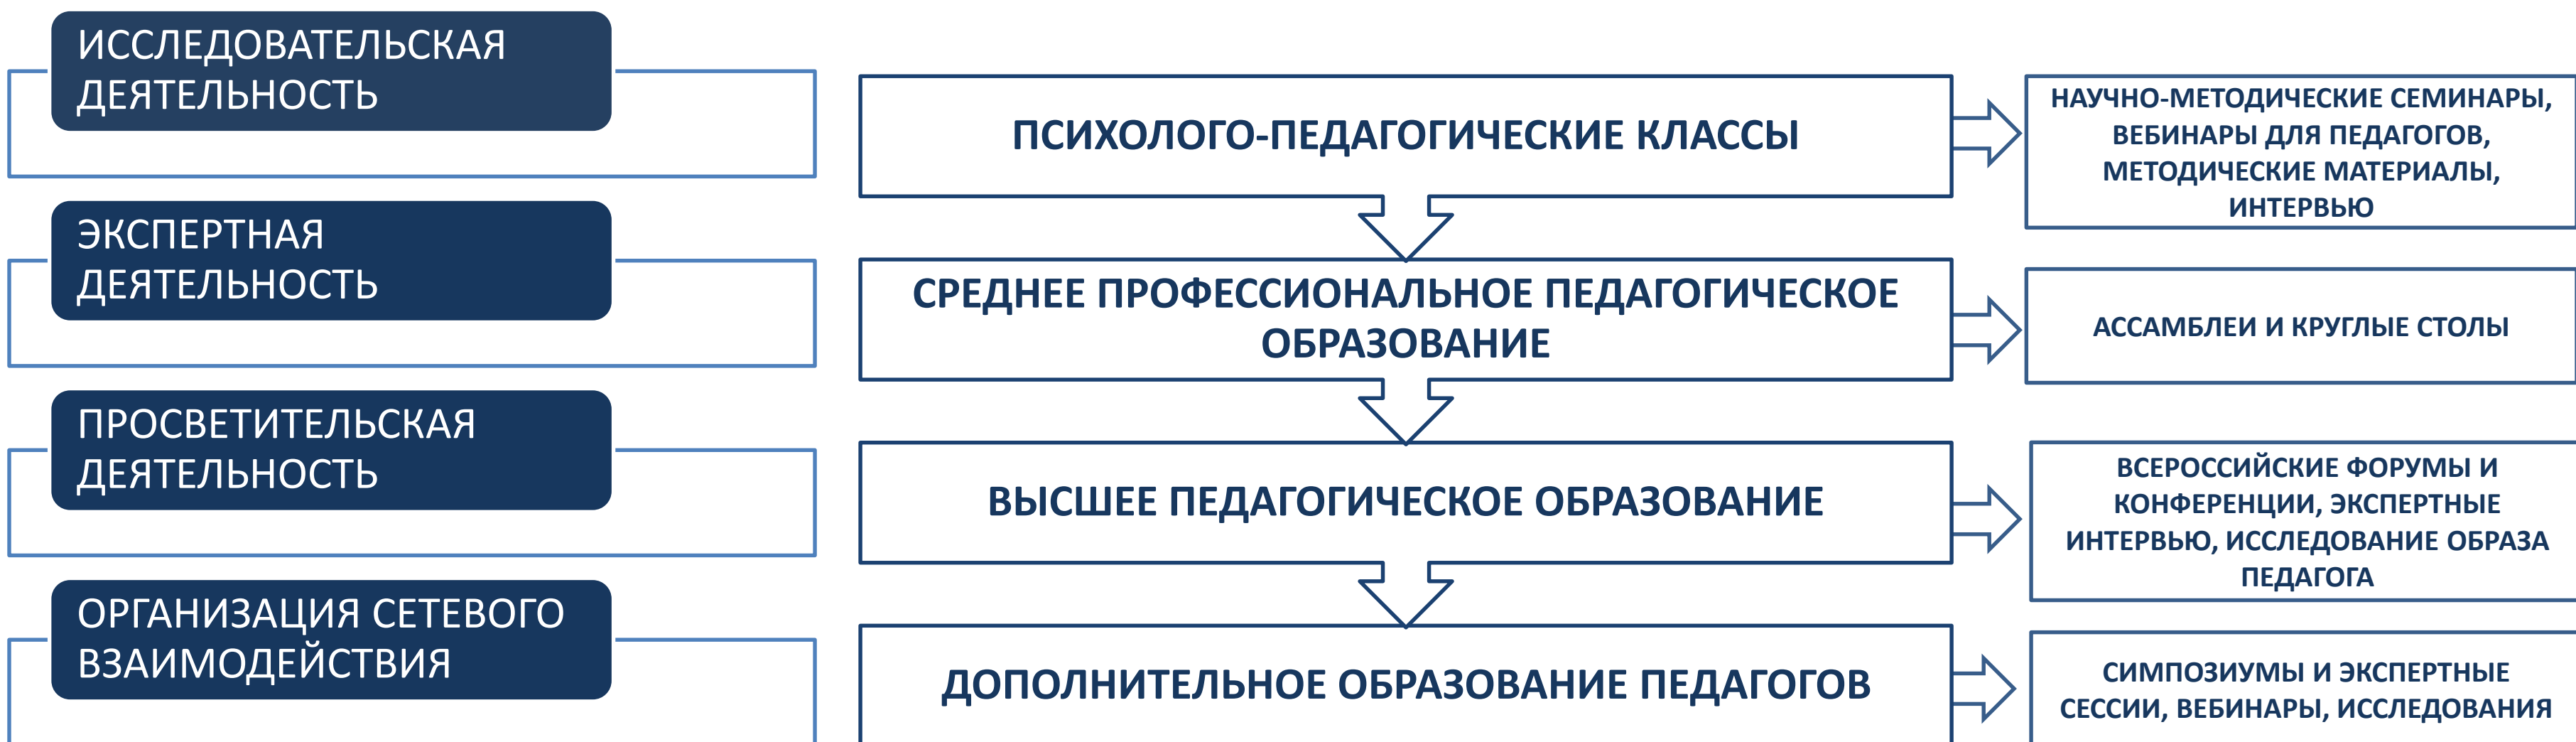 ИССЛЕДОВАТЕЛЬСКАЯ
ДЕЯТЕЛЬНОСТЬ
ЭКСПЕРТНАЯ
ДЕЯТЕЛЬНОСТЬ
ПРОСВЕТИТЕЛЬСКАЯ
ДЕЯТЕЛЬНОСТЬ
ОРГАНИЗАЦИЯ СЕТЕВОГО
ВЗАИМОДЕЙСТВИЯ
ПСИХОЛОГО-ПЕДАГОГИЧЕСКИЕ КЛАССЫ
НАУЧНО-МЕТОДИЧЕСКИЕ СЕМИНАРЫ,
ВЕБИНАРЫ ДЛЯ ПЕДАГОГОВ,
МЕТОДИЧЕСКИЕ МАТЕРИАЛЫ,
ИНТЕРВЬЮ
СРЕДНЕЕ ПРОФЕССИОНАЛЬНОЕ ПЕДАГОГИЧЕСКОЕ
ОБРАЗОВАНИЕ
АССАМБЛЕИ И КРУГЛЫЕ СТОЛЫ
ВЫСШЕЕ ПЕДАГОГИЧЕСКОЕ ОБРАЗОВАНИЕ
ВСЕРОССИЙСКИЕ ФОРУМЫ И
КОНФЕРЕНЦИИ, ЭКСПЕРТНЫЕ
ИНТЕРВЬЮ, ИССЛЕДОВАНИЕ ОБРАЗА
ПЕДАГОГА
ДОПОЛНИТЕЛЬНОЕ ОБРАЗОВАНИЕ ПЕДАГОГОВ
СИМПОЗИУМЫ И ЭКСПЕРТНЫЕ
СЕССИИ, ВЕБИНАРЫ, ИССЛЕДОВАНИЯ